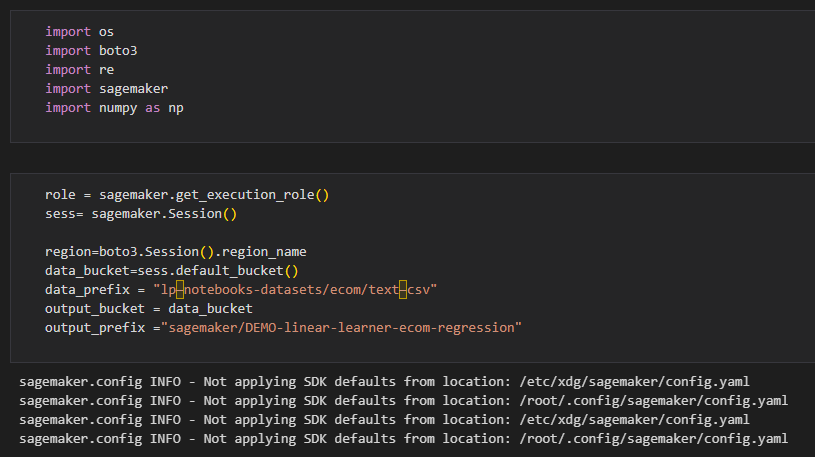 import os
import boto3
import re
import sagemaker
import numpy as np
role = sagemaker.get_execution_role()
sess= sagemaker.Session()
region=boto3.Session().region_name
data_bucket=sess.default_bucket()
data_prefix = "lp–notebooks-datasets/ecom/text–csv"
output_bucket = data_bucket
output_prefix ="sagemaker/DEMO-linear-learner-ecom-regression"
sagemaker.config INFO - Not applying SDK defaults from location: /etc/xdg/sagemaker/config.yaml
sagemaker.config INFO - Not applying SDK defaults from location: /root/.config/sagemaker/config.yaml
sagemaker.config INFO - Not applying SDK defaults from location: /etc/xdg/sagemaker/config.yaml
sagemaker.config INFO - Not applying SDK defaults from location: /root/.config/sagemaker/config.yaml